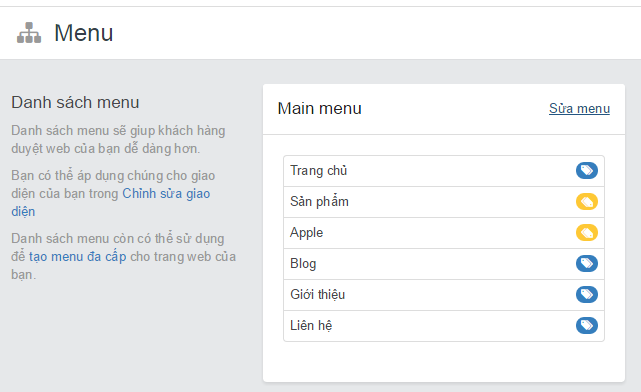 Menu
Danh sách menu
Danh sách menu sẽ giup khách hàng
duyệt web của bạn dễ dàng hơn.
Bạn có thể áp dụng chúng cho giao
diện của bạn trong Chỉnh sửa giao
diện
Danh sách menu còn có thể sử dụng
để tạo menu đa cấp cho trang web của
bạn.
Main menu
Sửa menu
Trang chủ
Sản phẩm
Apple
Blog
Giới thiệu
Liên hệ